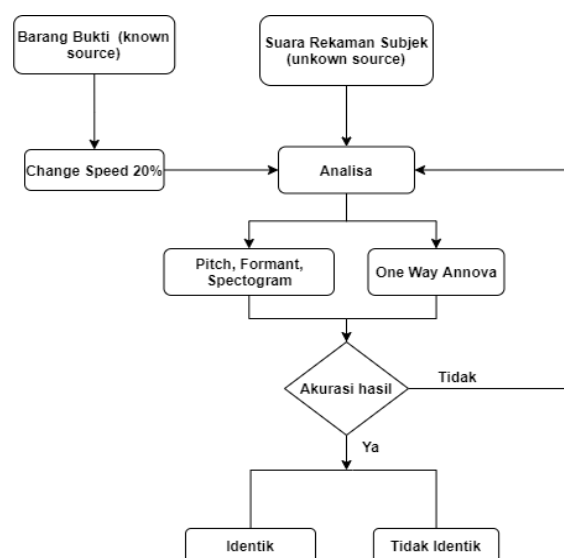 Barang Bukti (known
source)
Suara Rekaman Subjek
(unkown source)
Change Speed 20%
Analisa
Pitch, Formant,
Spectogram
One Way Annova
Akurasi hasil
Tidak
Ya
Identik
Tidak Identik